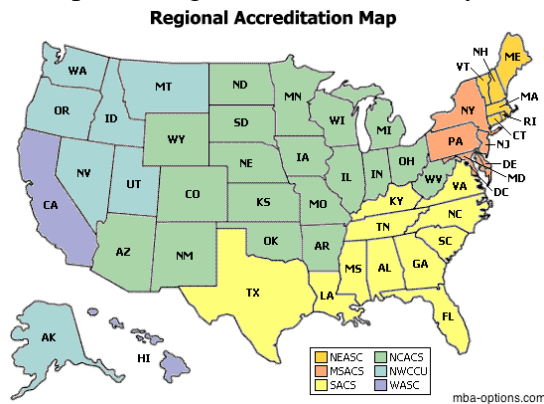 Regional Accreditation Map
NH
ME
VT
WA
MT
ND
MN
MA
OR
ID
SD
WI
MI
NY
RI
CT
WY
PA
NJ
IA
NE
OH
DE
NV
UT
IL
IN
MD
WV
VA
DC
CO
CA
KS
MO
KY
NC
TN
OK
AR
SC
AZ
NM
MS
AL
GA
TX
LA
FL
AK
HI
NEASC
NCACS
MSACS
NWCCU
SACS
WASC
mba-options.com